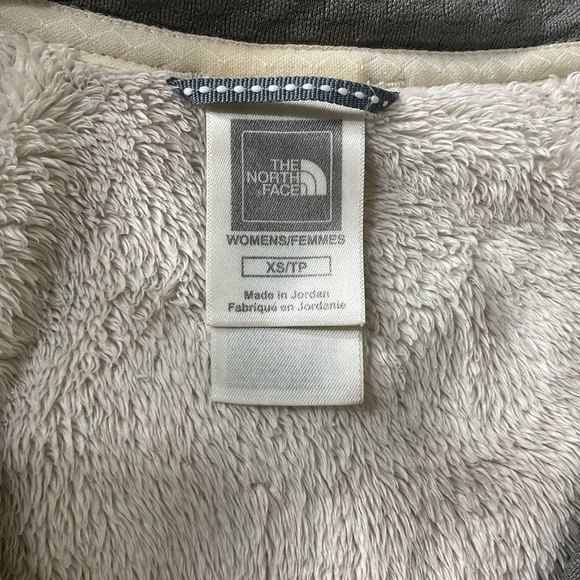 THE
NORTH
FACE
WOMENS/FEMMES
XS/TP
Made in Jordan
Fabriqué en Jordanie